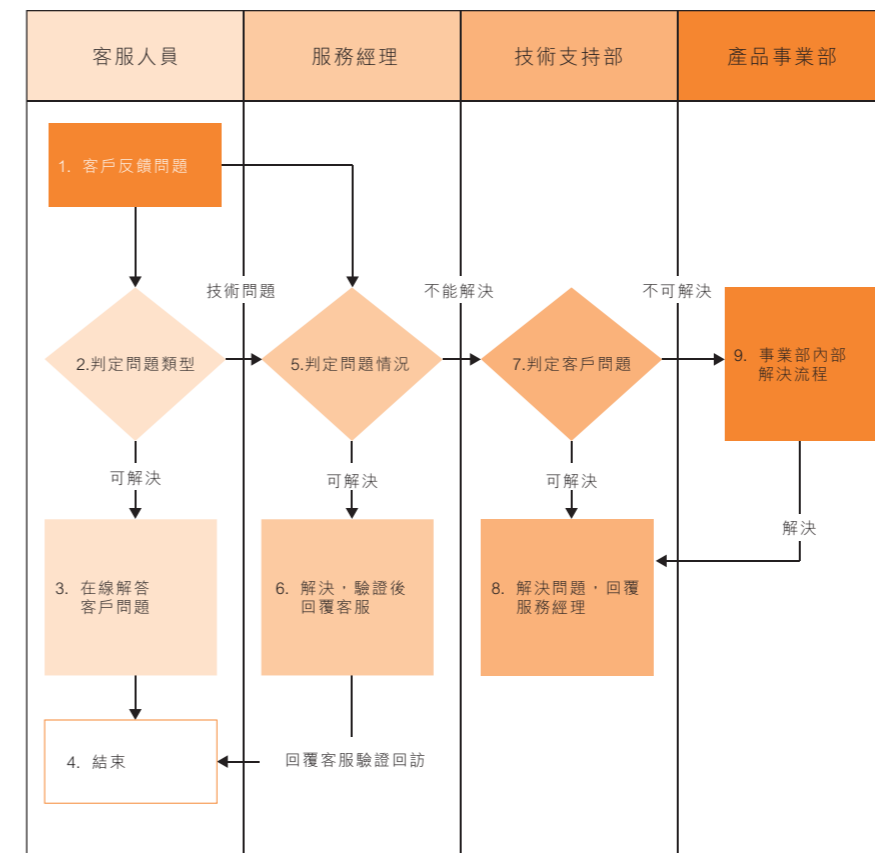 客服人員
服務經理
技術支持部
產品事業部
1. 客戶反饋問題
技術問題
不能解決
不可解決
2.判定問題類型
5.判定問題情況
7.判定客戶問題
9. 事業部內部
解決流程
可解決
可解決
可解決
解決
3. 在線解答
客戶問題
6. 解決，驗證後
回覆客服
8. 解決問題，回覆
服務經理
4. 結束
回覆客服驗證回訪